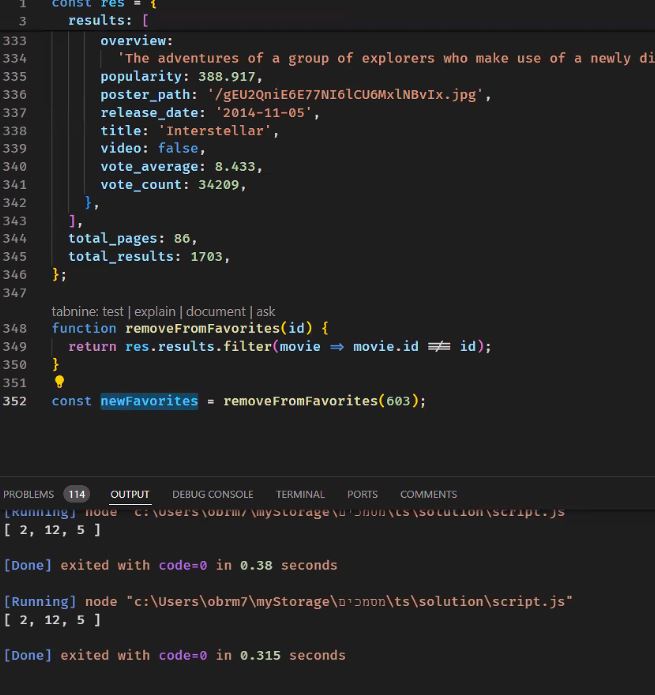 1 const res = {
3 results: [
333 overview:
334 'The adventures of a group of explorers who make use of a newly di
335 popularity: 388.917,
336 poster_path: '/gEU2QniE6E77NI6lCU6MxlNBvIx.jpg',
337 release_date: '2014-11-05',
338 title: 'Interstellar',
339 video: false,
340 vote_average: 8.433,
341 vote_count: 34209,
342 },
343 ],
344 total_pages: 86,
345 total_results: 1703,
346 };
347
tabnine: test | explain | document | ask
348 function removeFromFavorites(id) {
349 return res.results.filter(movie => movie.id !== id);
350 }
351
352 const newFavorites = removeFromFavorites(603);
PROBLEMS 114 OUTPUT DEBUG CONSOLE TERMINAL PORTS COMMENTS
[Running] node "c:\Users\obrm7\myStorage\מסמכים\ts\solution\script.js"
[ 2, 12, 5 ]
[Done] exited with code=0 in 0.38 seconds
[Running] node "c:\Users\obrm7\myStorage\מסמכים\ts\solution\script.js"
[ 2, 12, 5 ]
[Done] exited with code=0 in 0.315 seconds